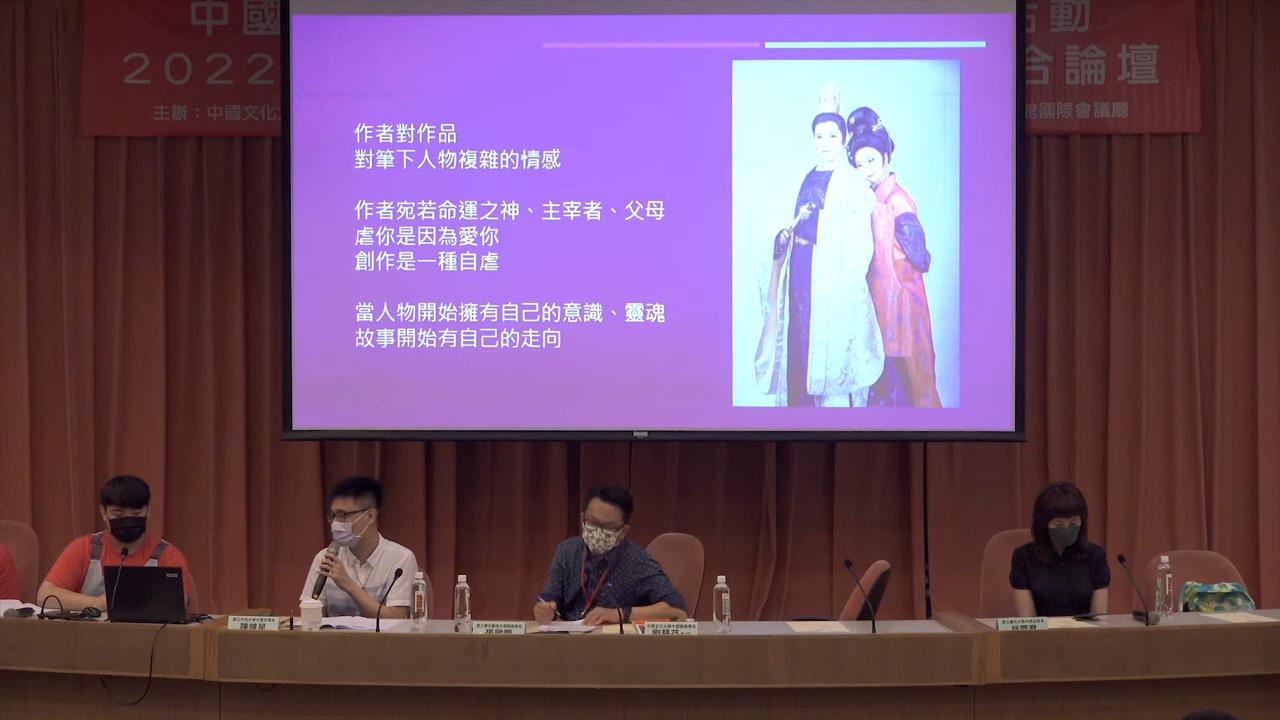 中國
活動
2022
合論壇
主辦：中國文化
館國際會議廳
作者對作品
對筆下人物複雜的情感
作者宛若命運之神、主宰者、父母
虐你是因為愛你
創作是一種自虐
當人物開始擁有自己的意識、靈魂
故事開始有自己的走向